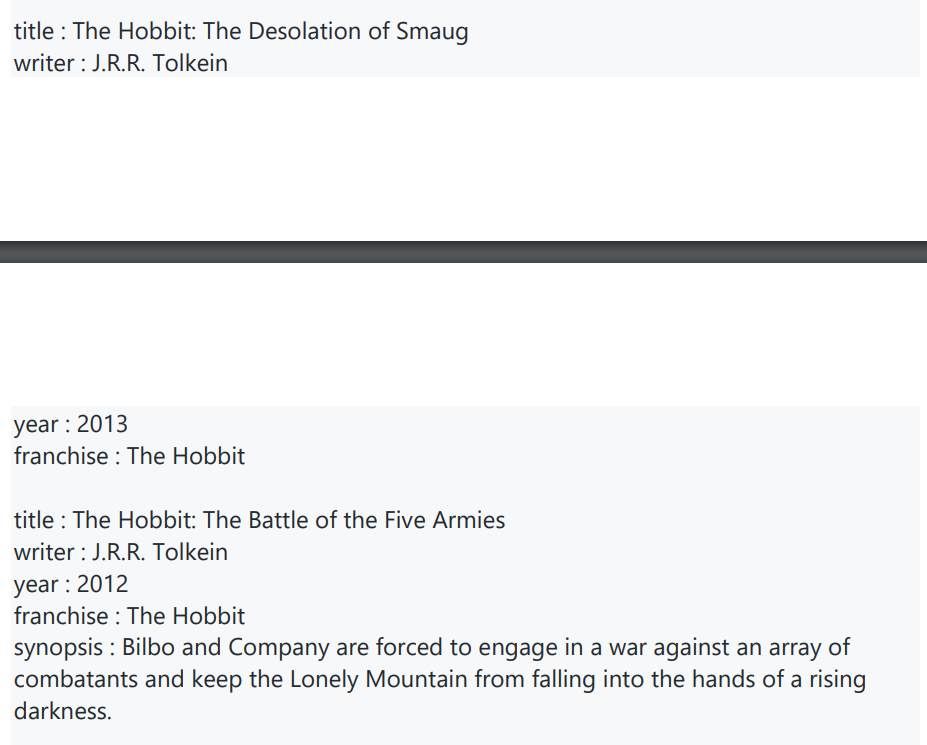 title : The Hobbit: The Desolation of Smaug
writer : J.R.R. Tolkein
year : 2013
franchise : The Hobbit
title : The Hobbit: The Battle of the Five Armies
writer : J.R.R. Tolkein
year : 2012
franchise : The Hobbit
synopsis : Bilbo and Company are forced to engage in a war against an array of
combatants and keep the Lonely Mountain from falling into the hands of a rising
darkness.